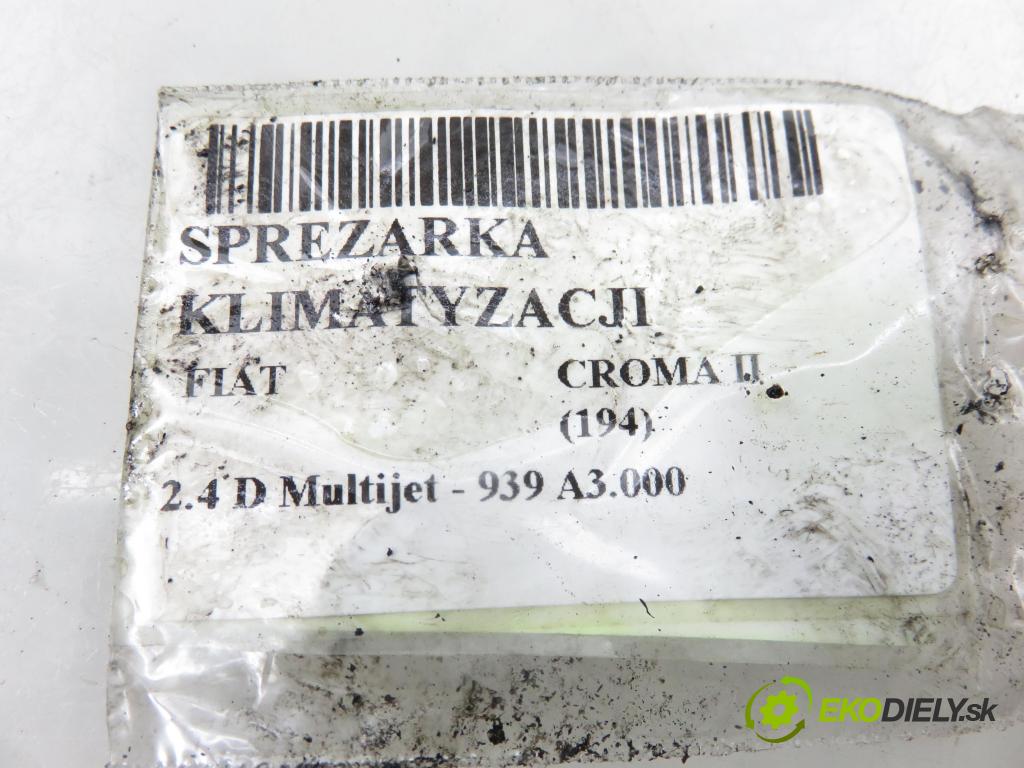 SPREZARKA
KLIMATYZACJI
FIAT CROMA II
(194)
2.4 D Multijet - 939 A3.000
EKODIELY.sk